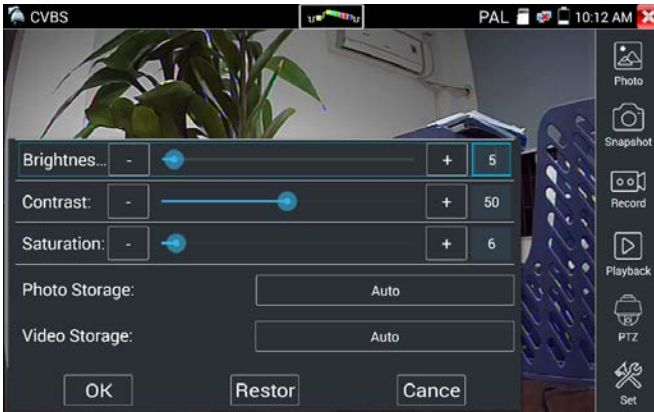 CVBS PAL 10:12 AM
Photo
Snapshot
Brightnes... - + 5
Contrast: - + 50
Record
Saturation: - + 6
Playback
Photo Storage: Auto
Video Storage: Auto
PTZ
OK Restor Cance
Set